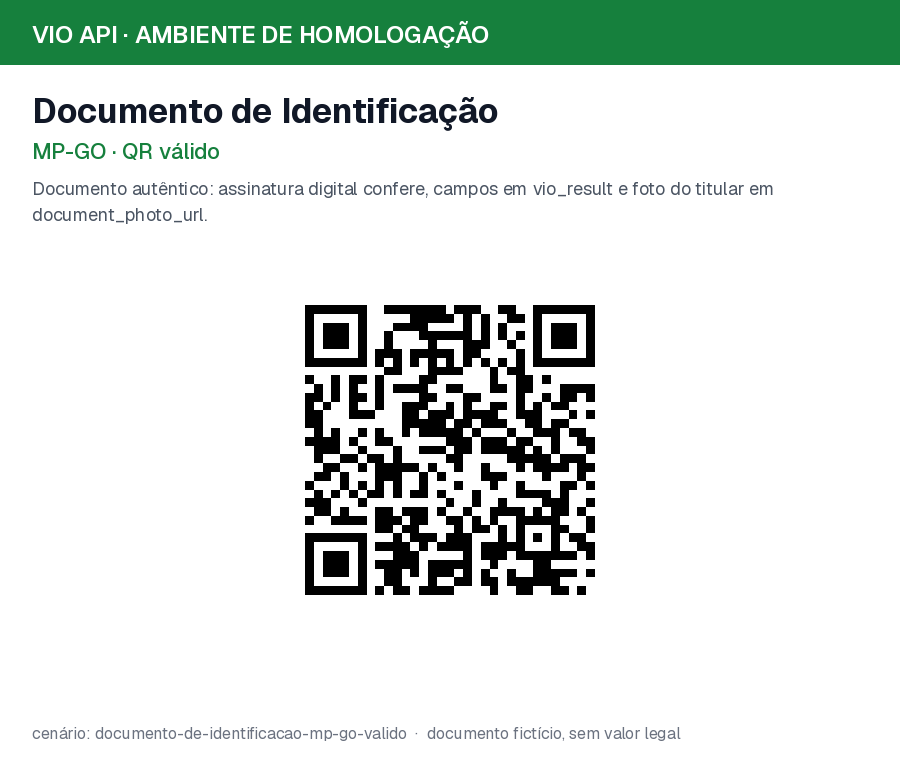 VIO API · AMBIENTE DE HOMOLOGAÇÃO
Documento de Identificação
MP-GO · QR válido
Documento autêntico: assinatura digital confere, campos em vio_result e foto do titular em
document_photo_url.
cenário: documento-de-identificacao-mp-go-valido · documento fictício, sem valor legal